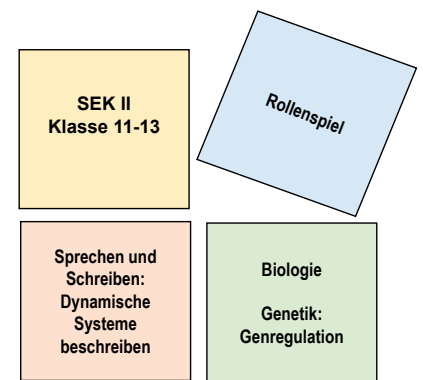 SEK II
Klasse 11-13
Rollenspiel
Sprechen und
Schreiben:
Dynamische
Systeme
beschreiben
Biologie
Genetik:
Genregulation